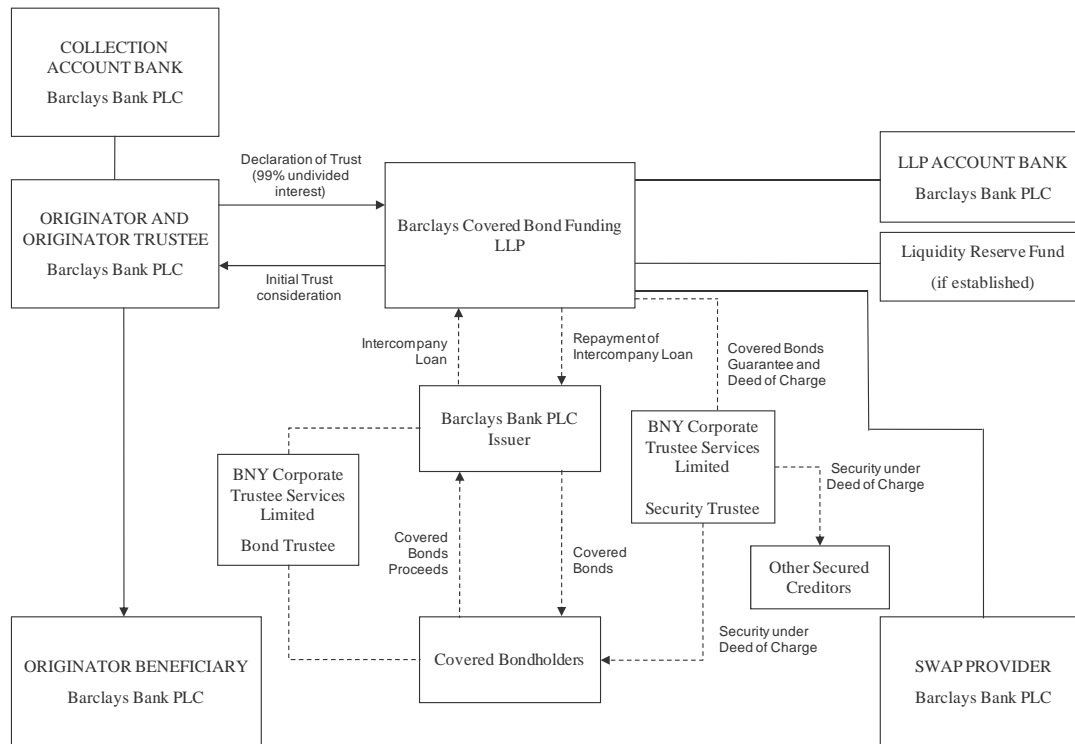 COLLECTION
ACCOUNT BANK
Barclays Bank PLC
Declaration of Trust
(99% undivided
interest)
ORIGINATOR AND
ORIGINATOR TRUSTEE
Barclays Bank PLC
Initial Trust
consideration
Barclays Covered Bond Funding
LLP
LLP ACCOUNT BANK
Barclays Bank PLC
Liquidity Reserve Fund
(if established)
Intercompany
Loan
Repayment of
Intercompany Loan
Covered Bonds
Guarantee and
Deed of Charge
Barclays Bank PLC
Issuer
BNY Corporate
Trustee Services
Limited
Bond Trustee
BNY Corporate
Trustee Services
Limited
Security Trustee
Security under
Deed of Charge
Covered
Bonds
Proceeds
Covered
Bonds
Other Secured
Creditors
ORIGINATOR BENEFICIARY
Barclays Bank PLC
Covered Bondholders
Security under
Deed of Charge
SWAP PROVIDER
Barclays Bank PLC